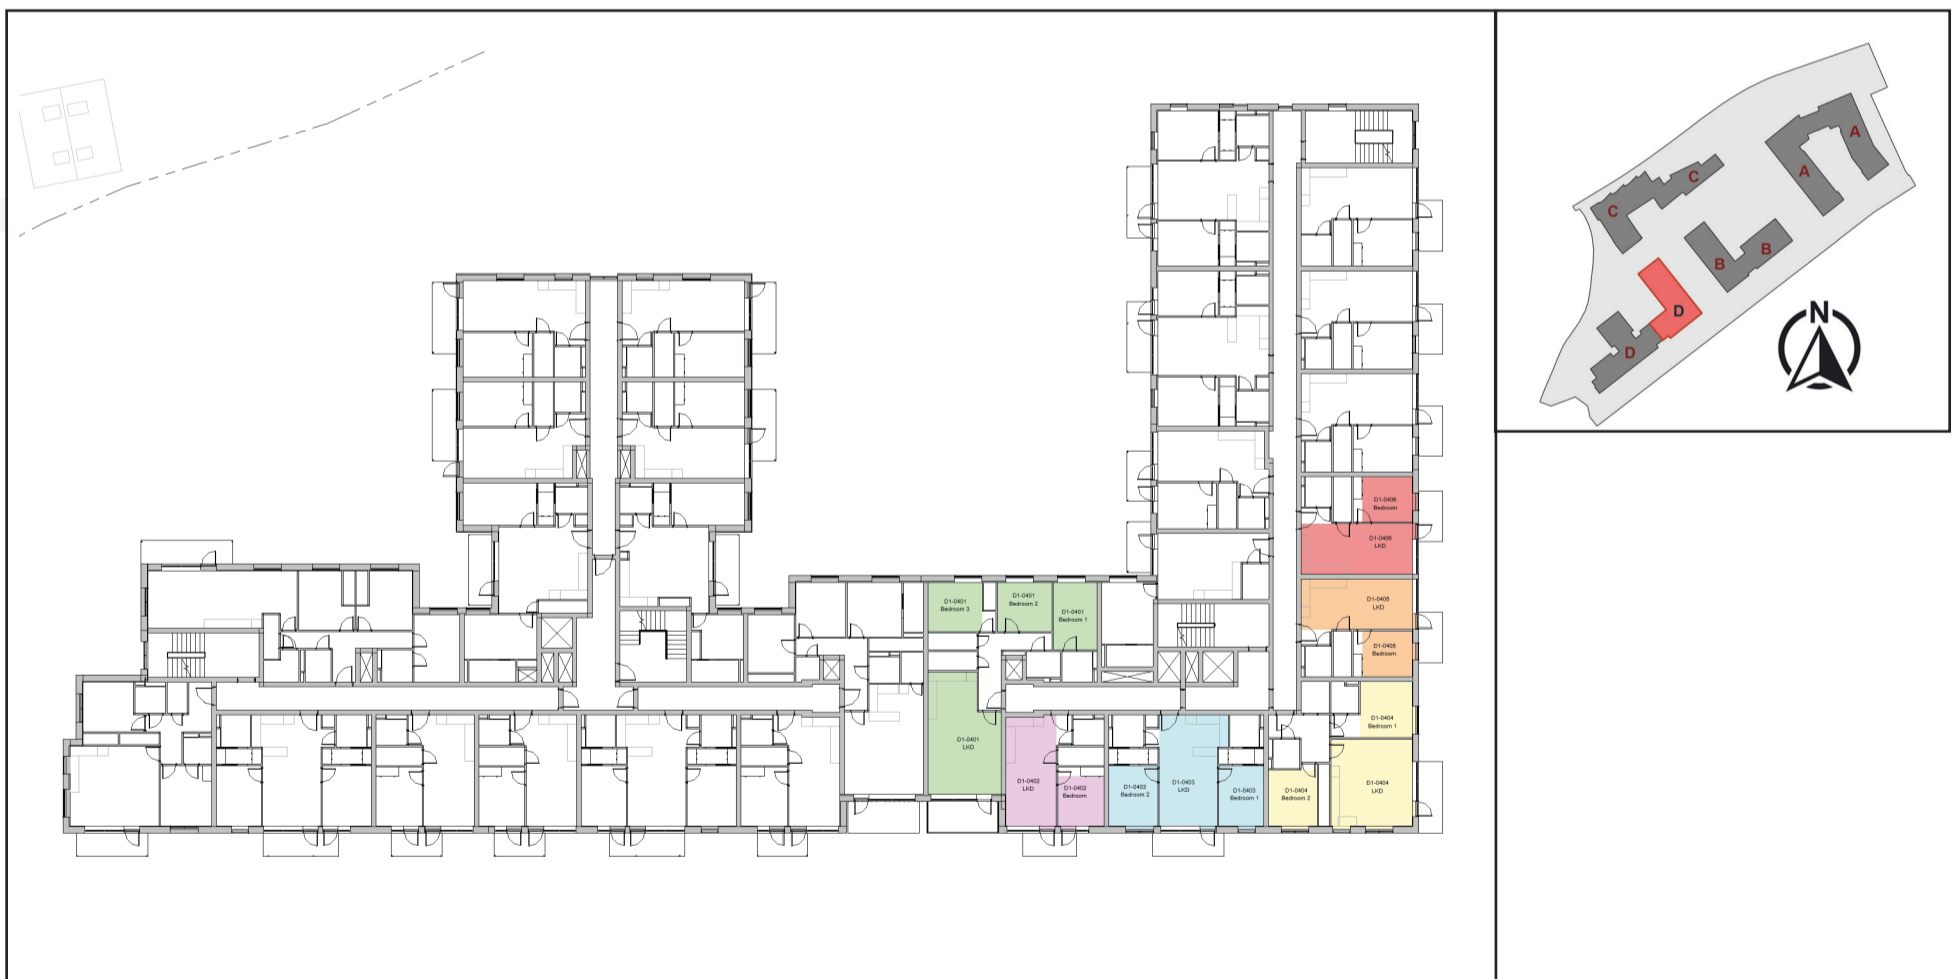 A
A
C
C
B
B
D
D
N
D1-0406
Bedroom
D1-0406
LKD
D1-0405
LKD
D1-0405
Bedroom
D1-0401
Bedroom 3
D1-0401
Bedroom 2
D1-0401
Bedroom 1
D1-0401
LKD
D1-0402
LKD
D1-0402
Bedroom
D1-0403
Bedroom 2
D1-0403
LKD
D1-0403
Bedroom 1
D1-0404
Bedroom 1
D1-0404
LKD
D1-0404
Bedroom 2